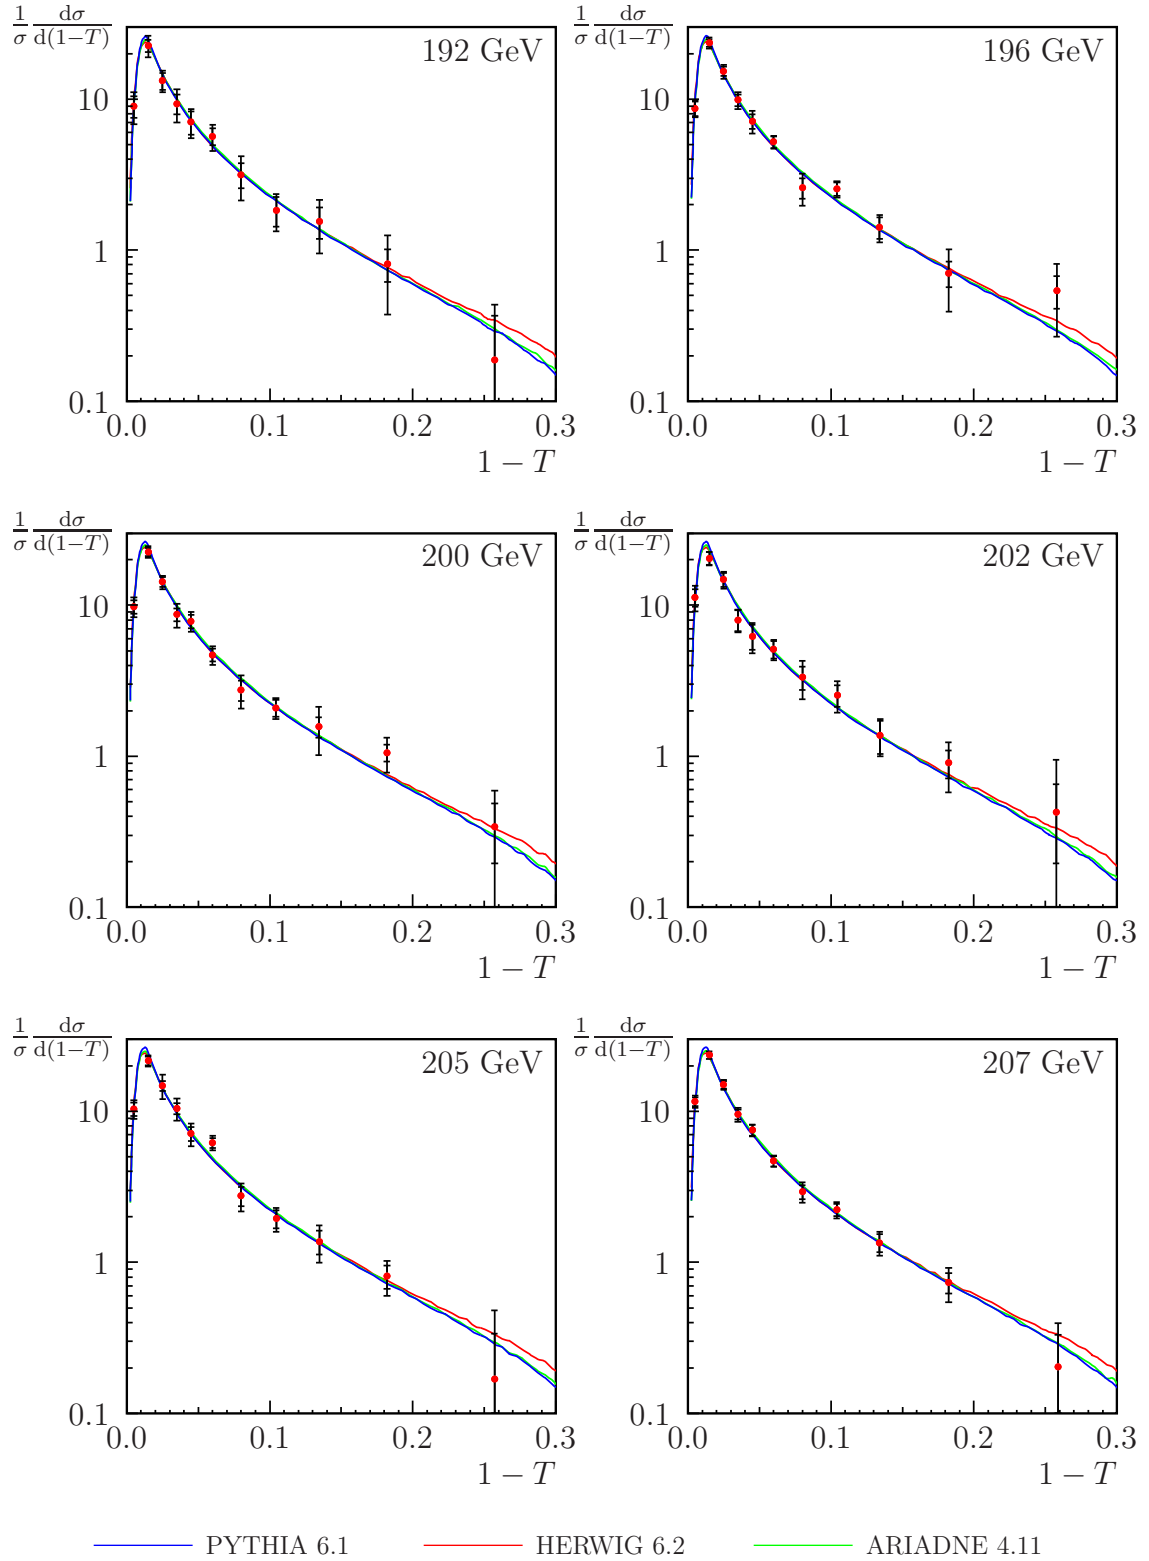 1/σ dσ/d(1−T) 192 GeV
10
1
0.1
0.0 0.1 0.2 0.3
1 − T
1/σ dσ/d(1−T) 196 GeV
10
1
0.1
0.0 0.1 0.2 0.3
1 − T
1/σ dσ/d(1−T) 200 GeV
10
1
0.1
0.0 0.1 0.2 0.3
1 − T
1/σ dσ/d(1−T) 202 GeV
10
1
0.1
0.0 0.1 0.2 0.3
1 − T
1/σ dσ/d(1−T) 205 GeV
10
1
0.1
0.0 0.1 0.2 0.3
1 − T
1/σ dσ/d(1−T) 207 GeV
10
1
0.1
0.0 0.1 0.2 0.3
1 − T
PYTHIA 6.1 HERWIG 6.2 ARIADNE 4.11